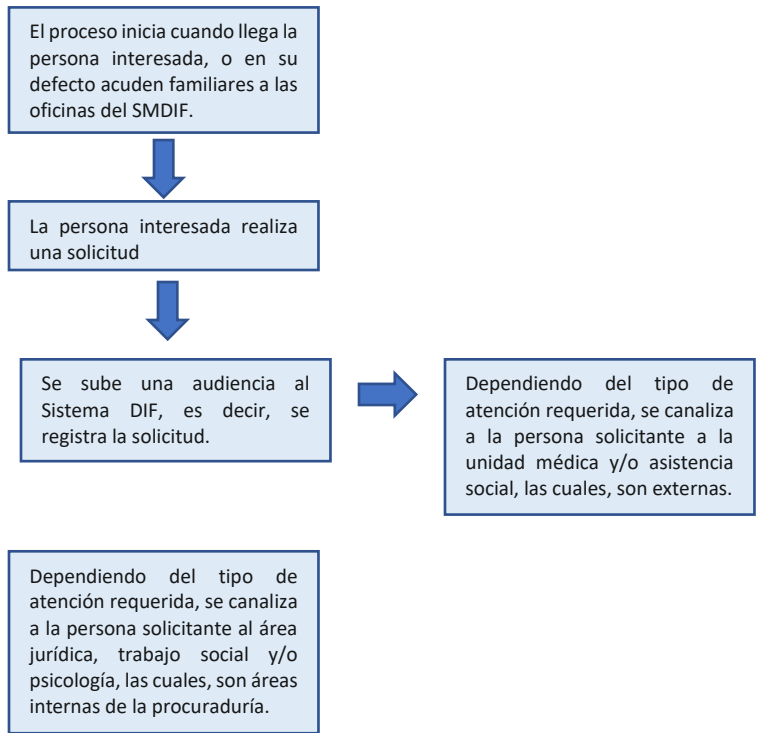 El proceso inicia cuando llega la
persona interesada, o en su
defecto acuden familiares a las
oficinas del SMDIF.
La persona interesada realiza
una solicitud
Se sube una audiencia al
Sistema DIF, es decir, se
registra la solicitud.
Dependiendo del tipo de
atención requerida, se canaliza
a la persona solicitante a la
unidad médica y/o asistencia
social, las cuales, son externas.
Dependiendo del tipo de
atención requerida, se canaliza
a la persona solicitante al área
jurídica, trabajo social y/o
psicología, las cuales, son áreas
internas de la procuraduría.